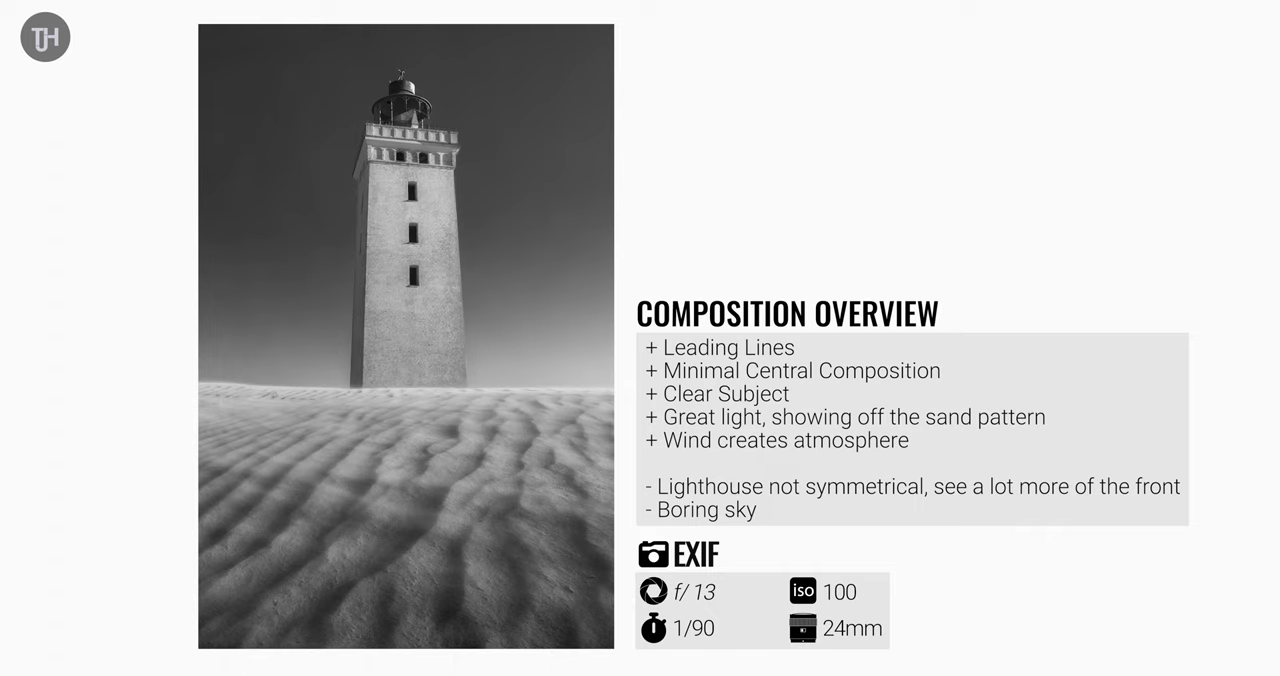 TJH
COMPOSITION OVERVIEW
+ Leading Lines
+ Minimal Central Composition
+ Clear Subject
+ Great light, showing off the sand pattern
+ Wind creates atmosphere
- Lighthouse not symmetrical, see a lot more of the front
- Boring sky
EXIF
f/ 13
iso 100
1/90
24mm